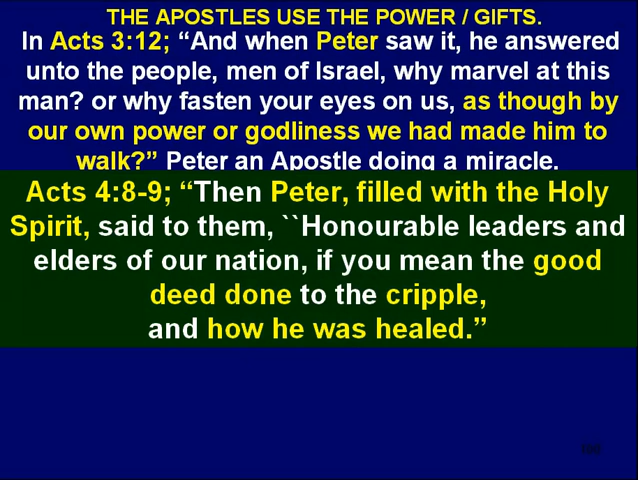 THE APOSTLES USE THE POWER / GIFTS.
In Acts 3:12; “And when Peter saw it, he answered
unto the people, men of Israel, why marvel at this
man? or why fasten your eyes on us, as though by
our own power or godliness we had made him to
walk?” Peter an Apostle doing a miracle.
Acts 4:8-9; “Then Peter, filled with the Holy
Spirit, said to them, ``Honourable leaders and
elders of our nation, if you mean the good
deed done to the cripple,
and how he was healed.”